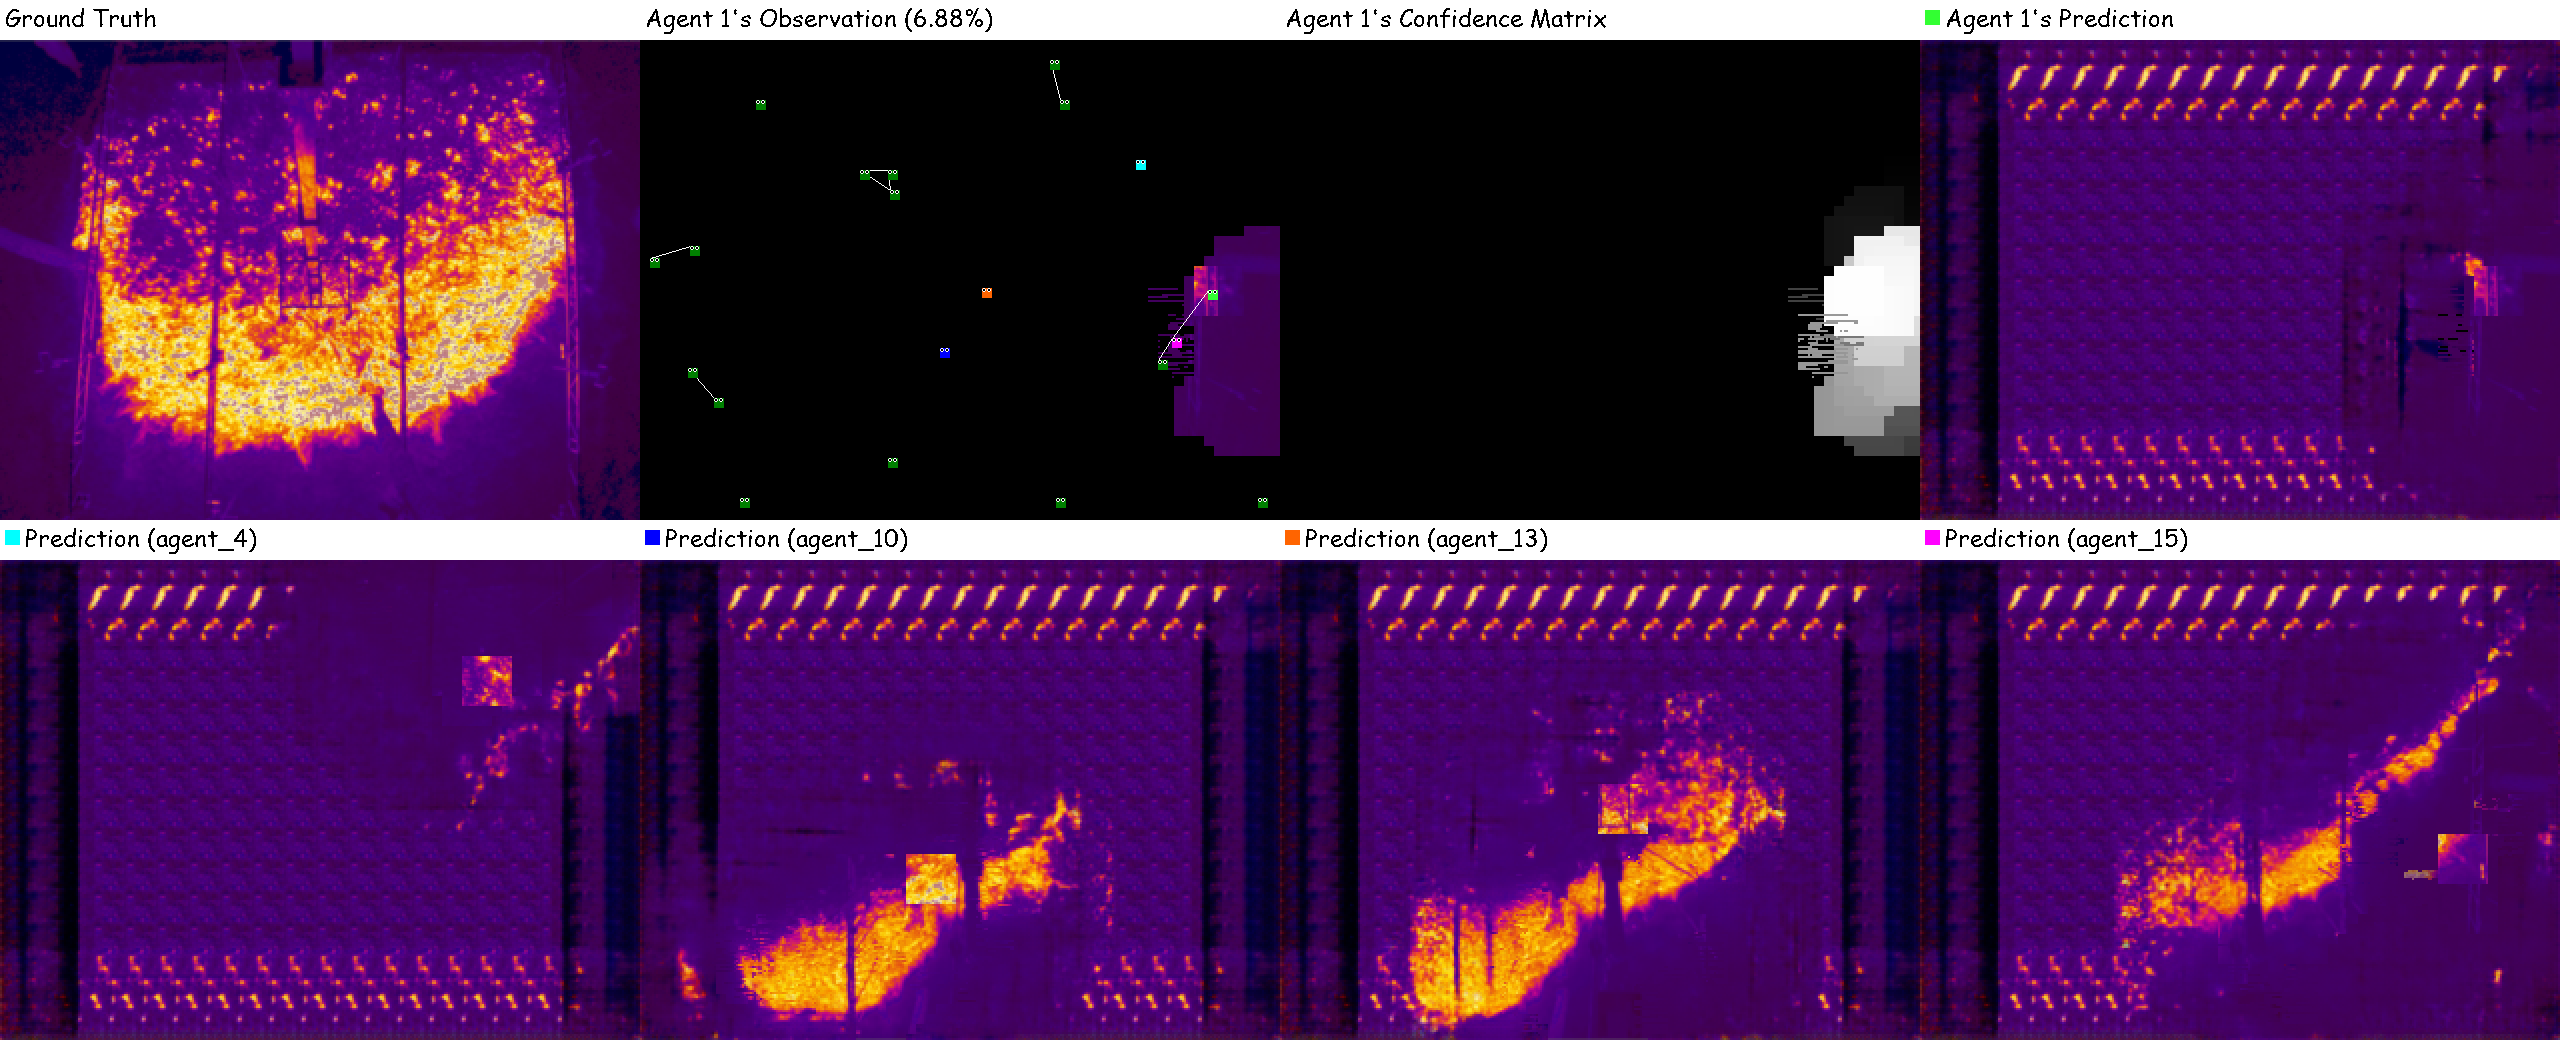 Ground Truth
Agent 1's Observation (6.88%)
Agent 1's Confidence Matrix
Agent 1's Prediction
Prediction (agent_4)
Prediction (agent_10)
Prediction (agent_13)
Prediction (agent_15)